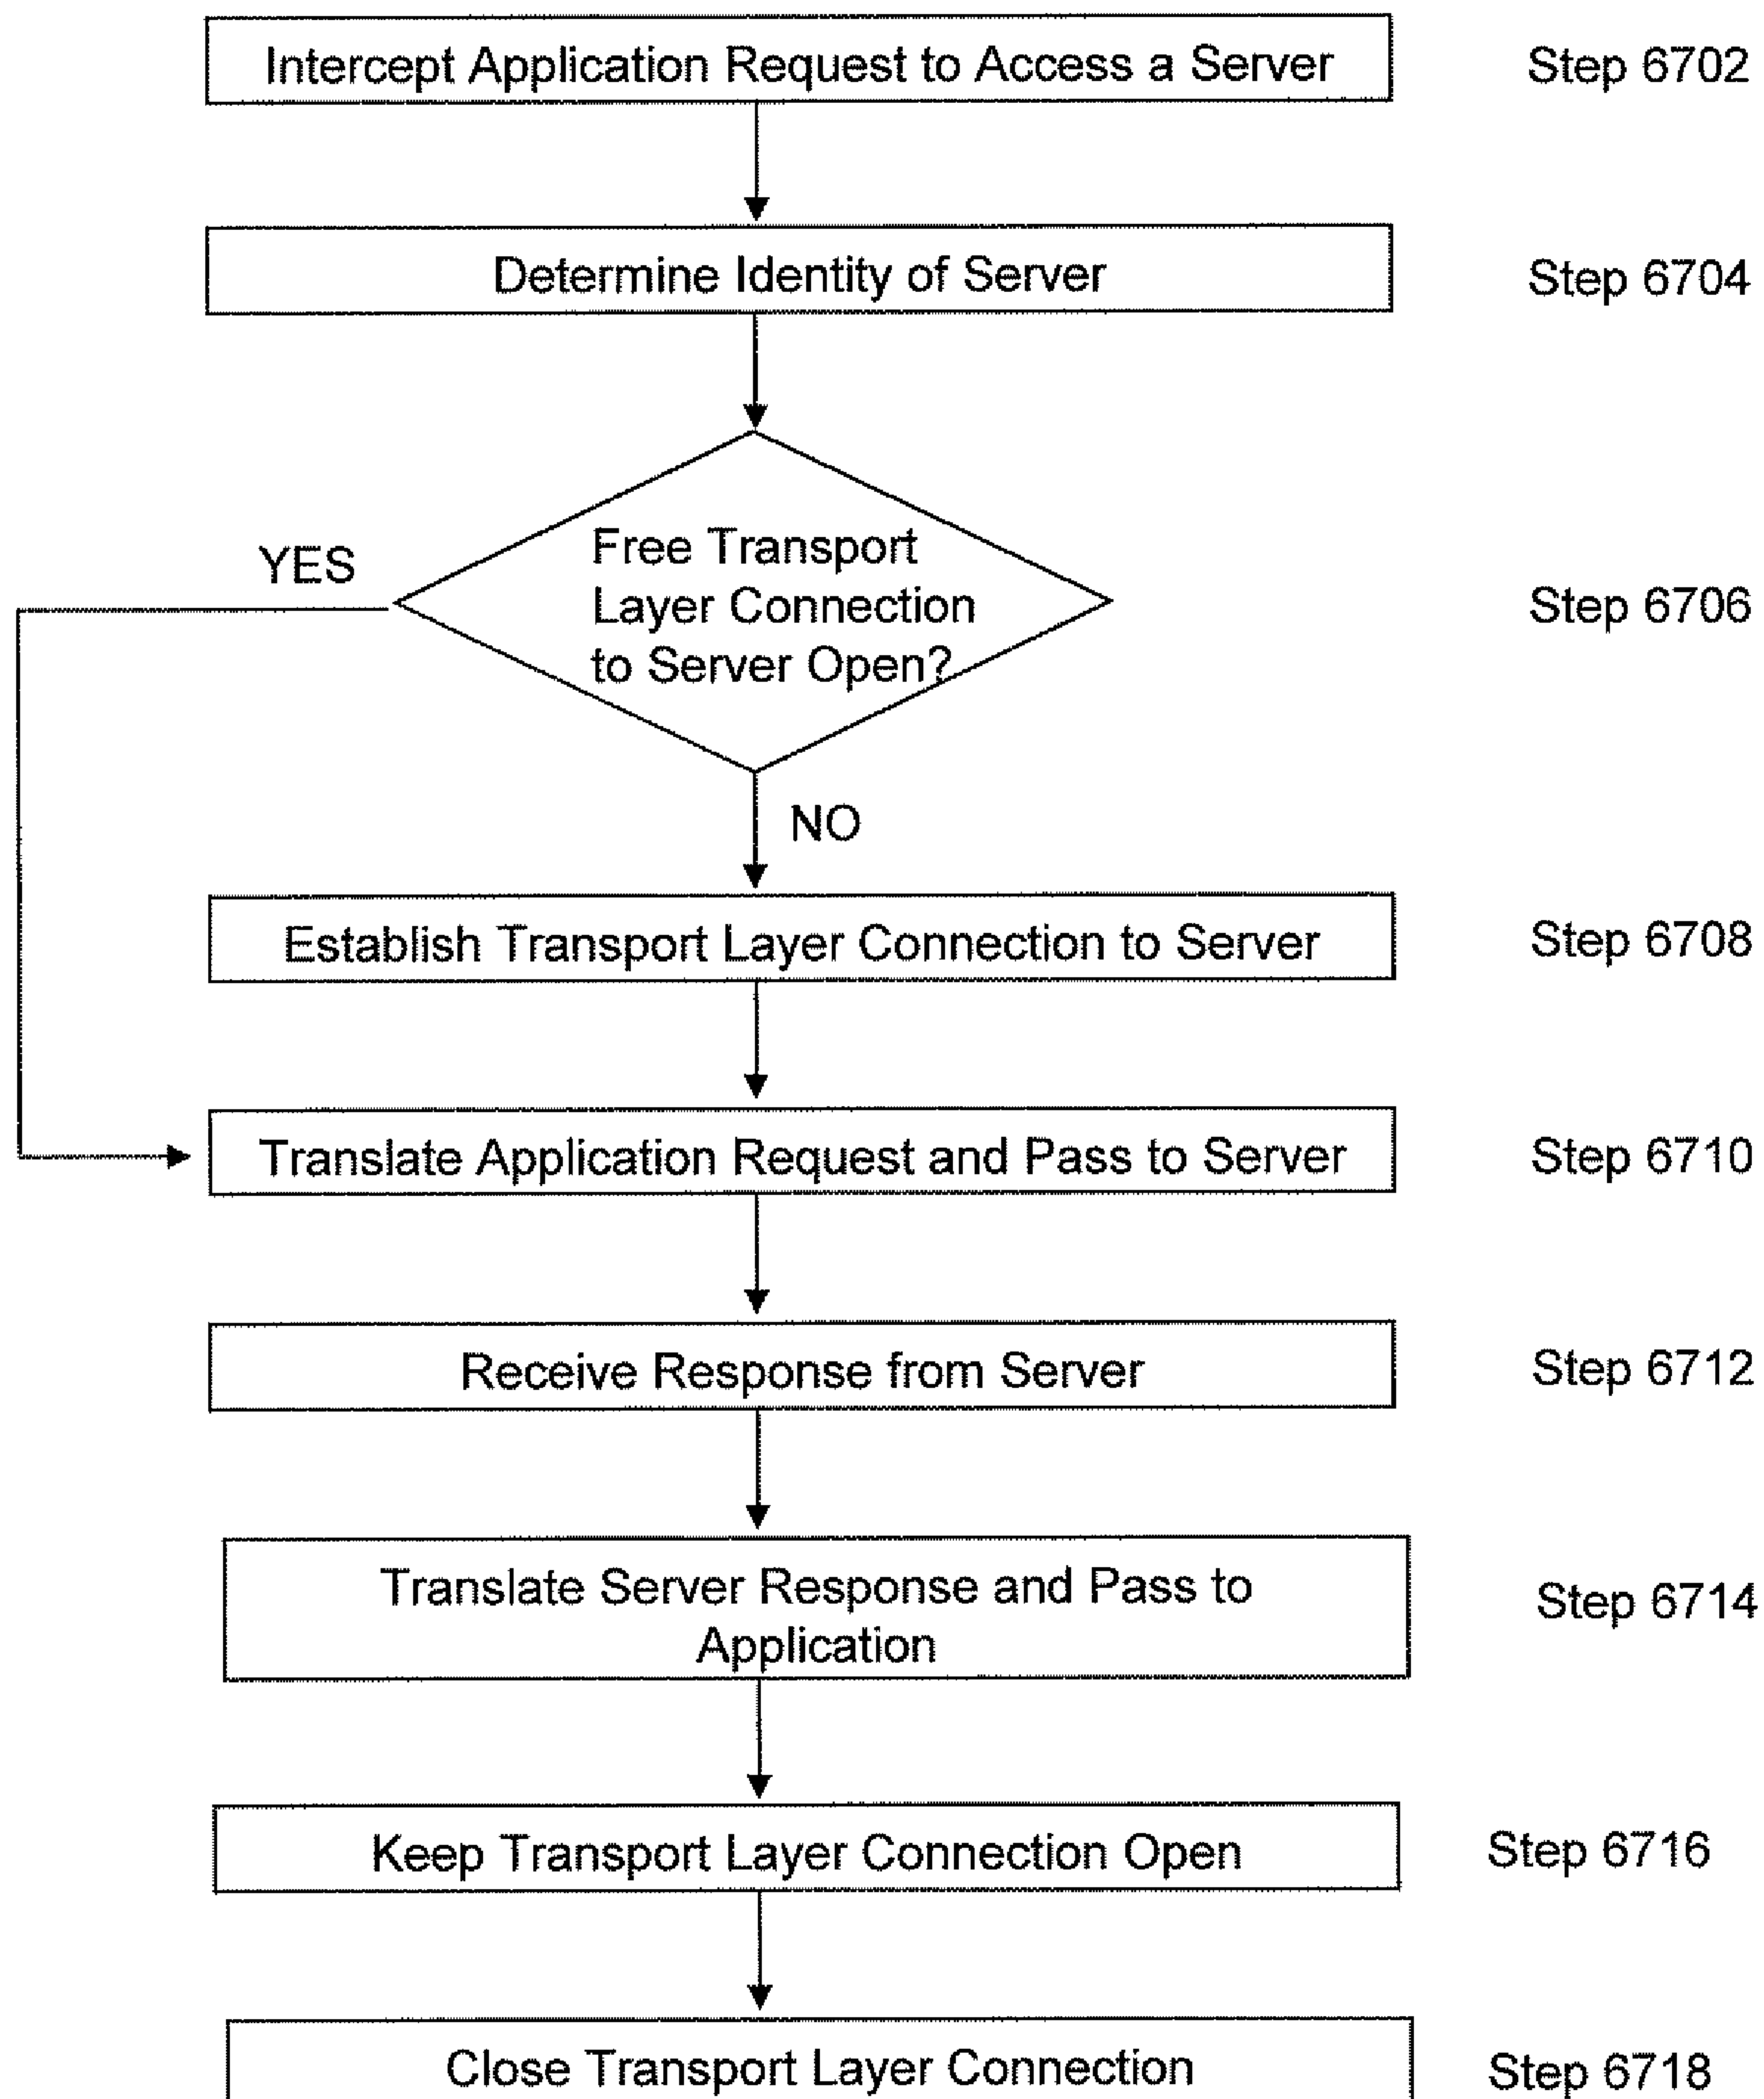 Intercept Application Request to Access a Server
Step 6702
Determine Identity of Server
Step 6704
YES
Free Transport
Layer Connection
to Server Open?
Step 6706
NO
Establish Transport Layer Connection to Server
Step 6708
Translate Application Request and Pass to Server
Step 6710
Receive Response from Server
Step 6712
Translate Server Response and Pass to
Application
Step 6714
Keep Transport Layer Connection Open
Step 6716
Close Transport Layer Connection
Step 6718